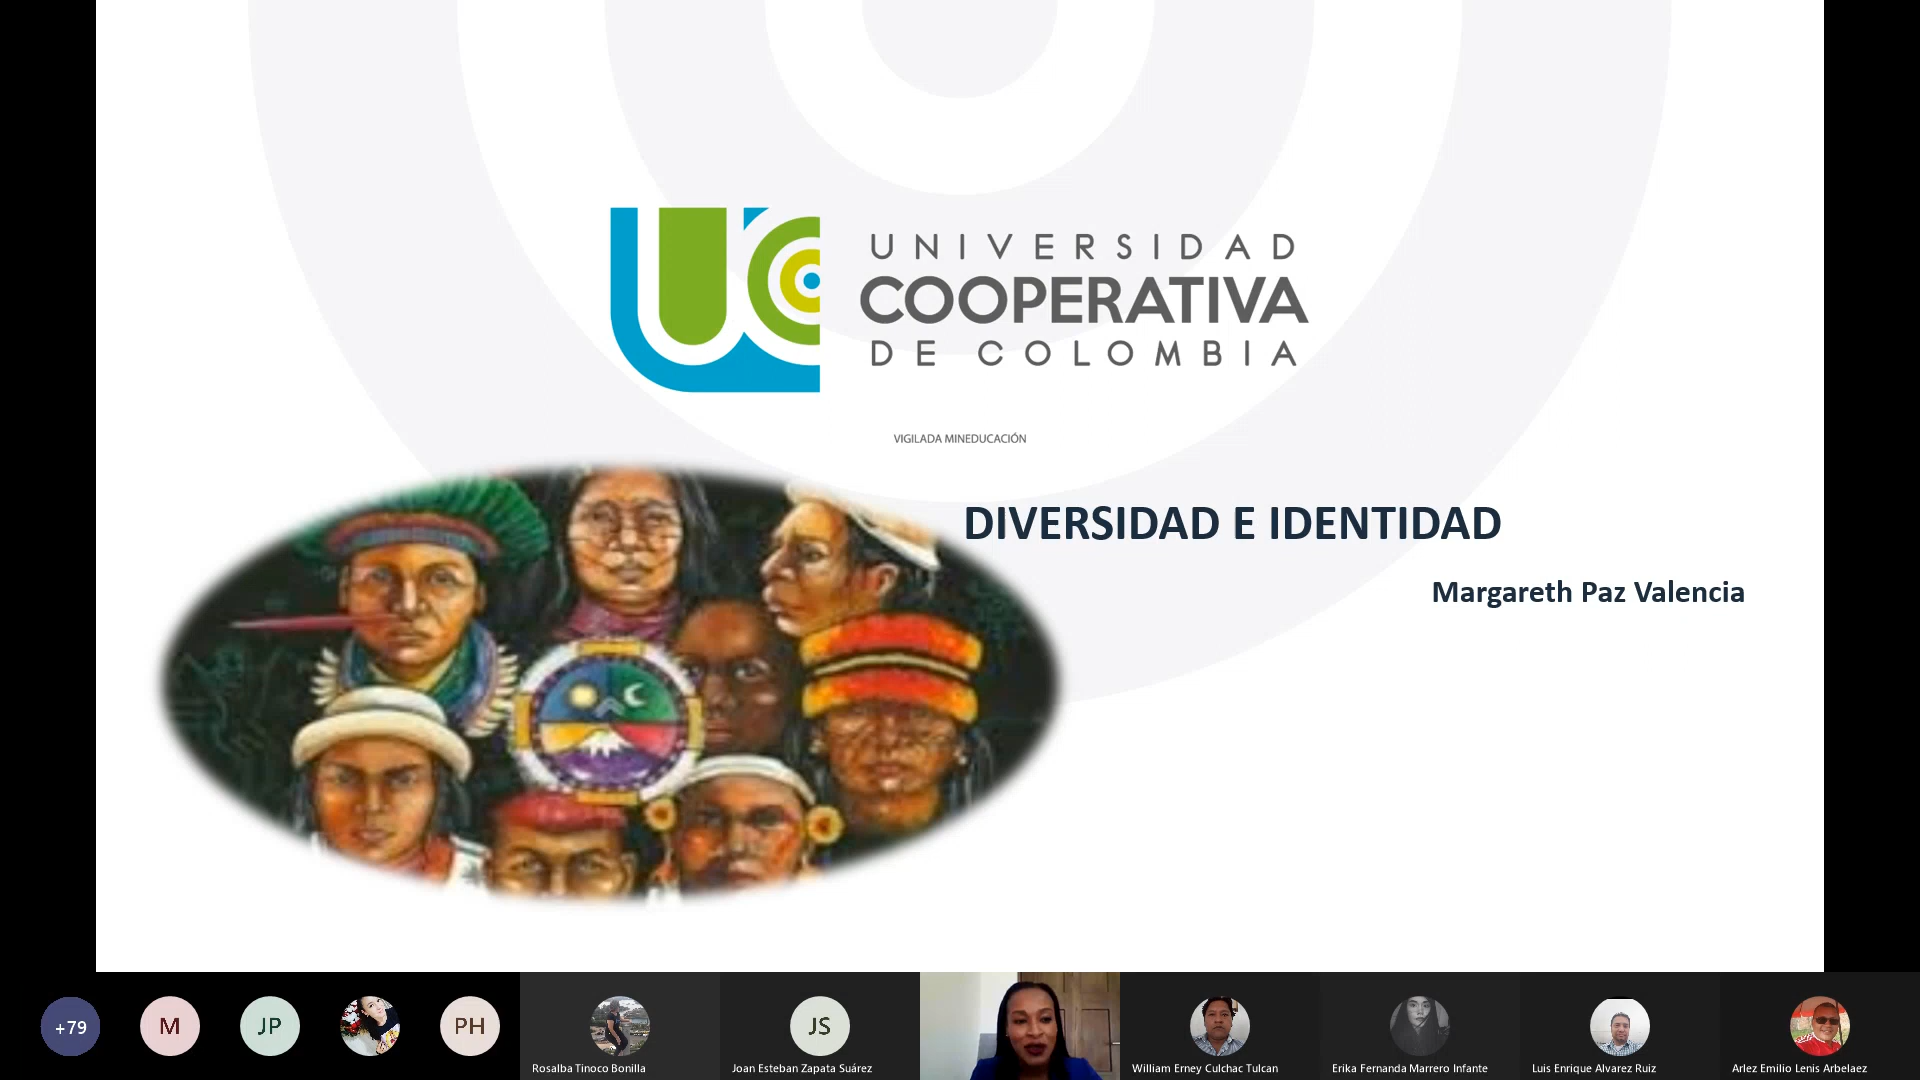 UNIVERSIDAD
COOPERATIVA
DE COLOMBIA
VIGILADA MINEDUCACIÓN
DIVERSIDAD E IDENTIDAD
Margareth Paz Valencia
+79
M
JP
PH
Rosalba Tinoco Bonilla
JS
Joan Esteban Zapata Suárez
William Erney Culchac Tulcan
Erika Fernanda Marrero Infante
Luis Enrique Alvarez Ruiz
Arlez Emilio Lenis Arbelaez